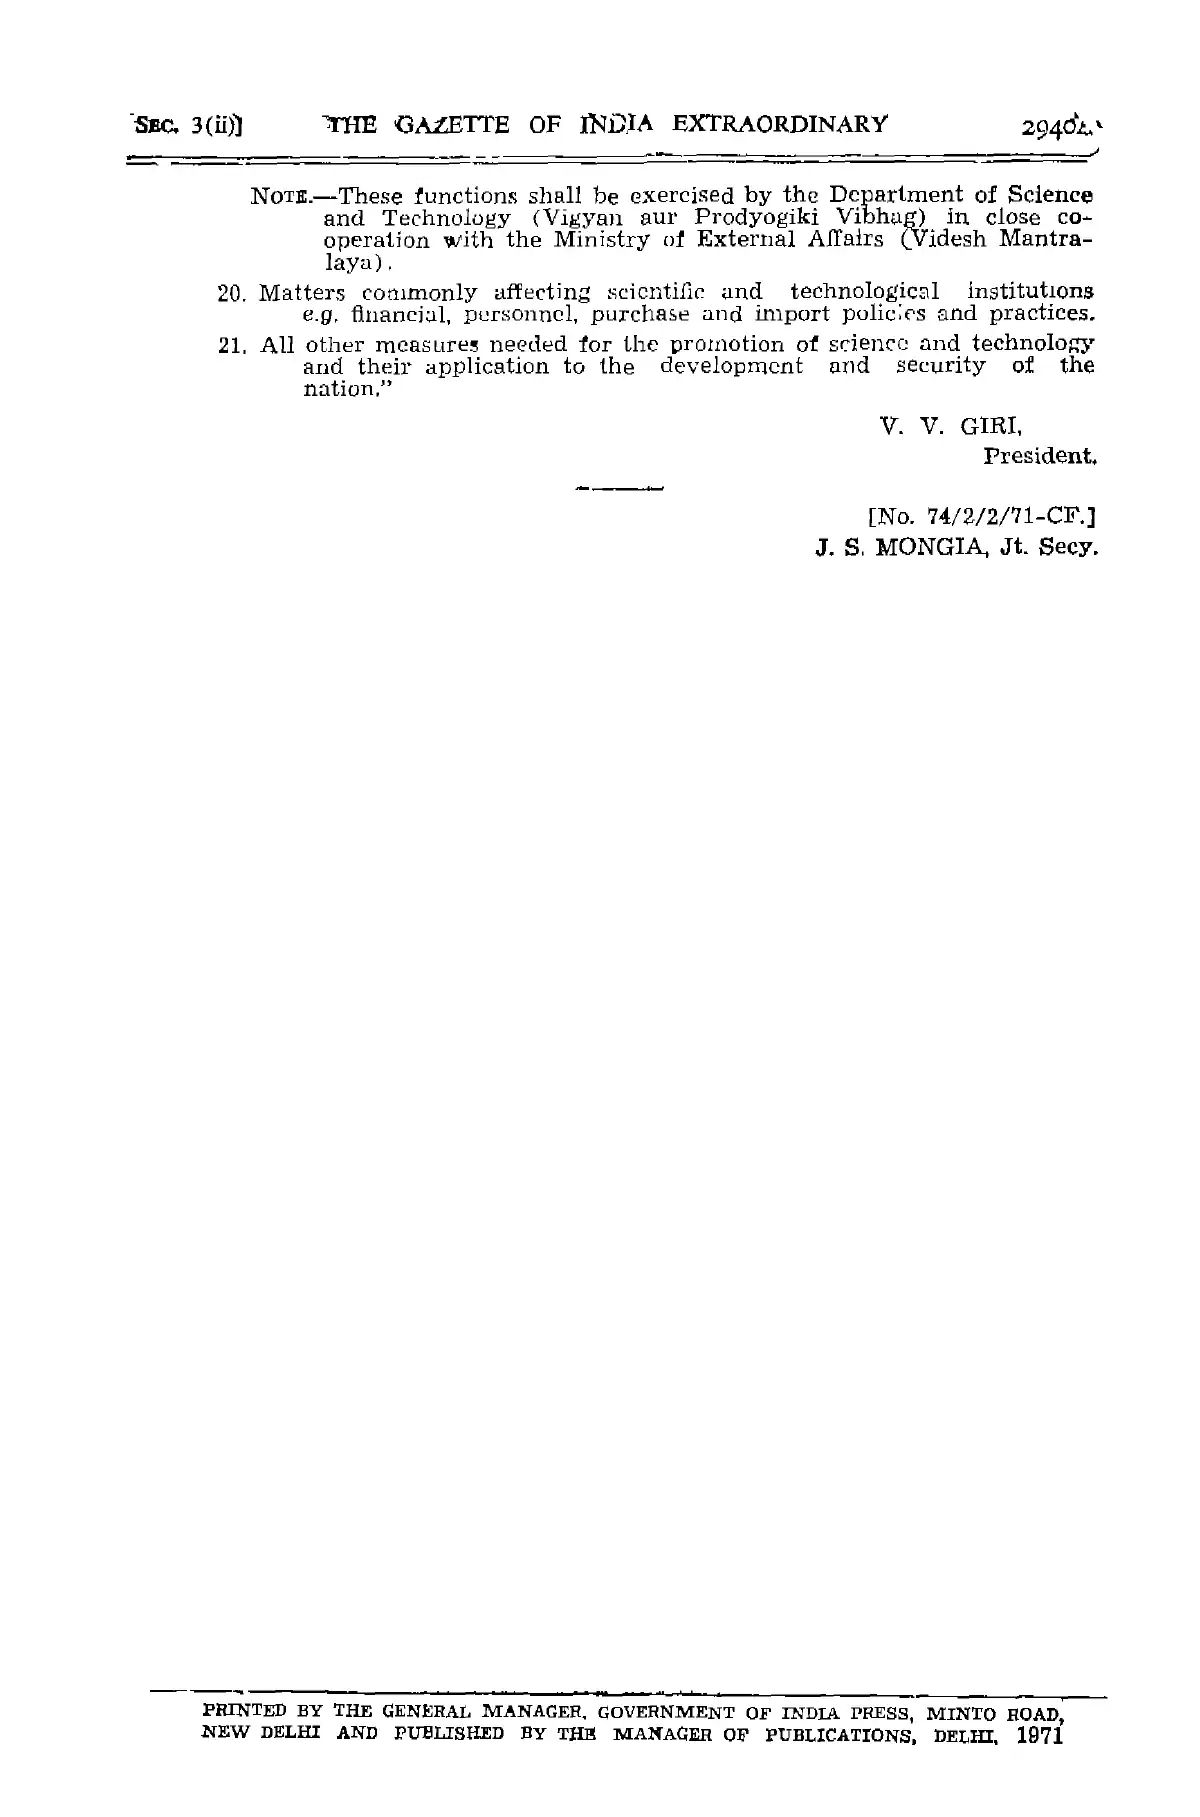 SEC. 3(ii)] THE GAZETTE OF INDIA EXTRAORDINARY
NOTE.—These functions shall be exercised by the Department of Science
and Technology (Vigyan aur Prodyogiki Vibhag) in close co-
operation with the Ministry of External Affairs (Videsh Mantra-
laya).
20. Matters commonly affecting scientific and technological institutions
e.g. financial, personnel, purchase and import policies and practices.
21. All other measures needed for the promotion of science and technology
and their application to the development and security of the
nation.”
V. V. GIRI,
President.
[No. 74/2/2/71-CF.]
J. S. MONGIA, Jt. Secy.
PRINTED BY THE GENERAL MANAGER, GOVERNMENT OF INDIA PRESS, MINTO ROAD,
NEW DELHI AND PUBLISHED BY THE MANAGER OF PUBLICATIONS, DELHI, 1971